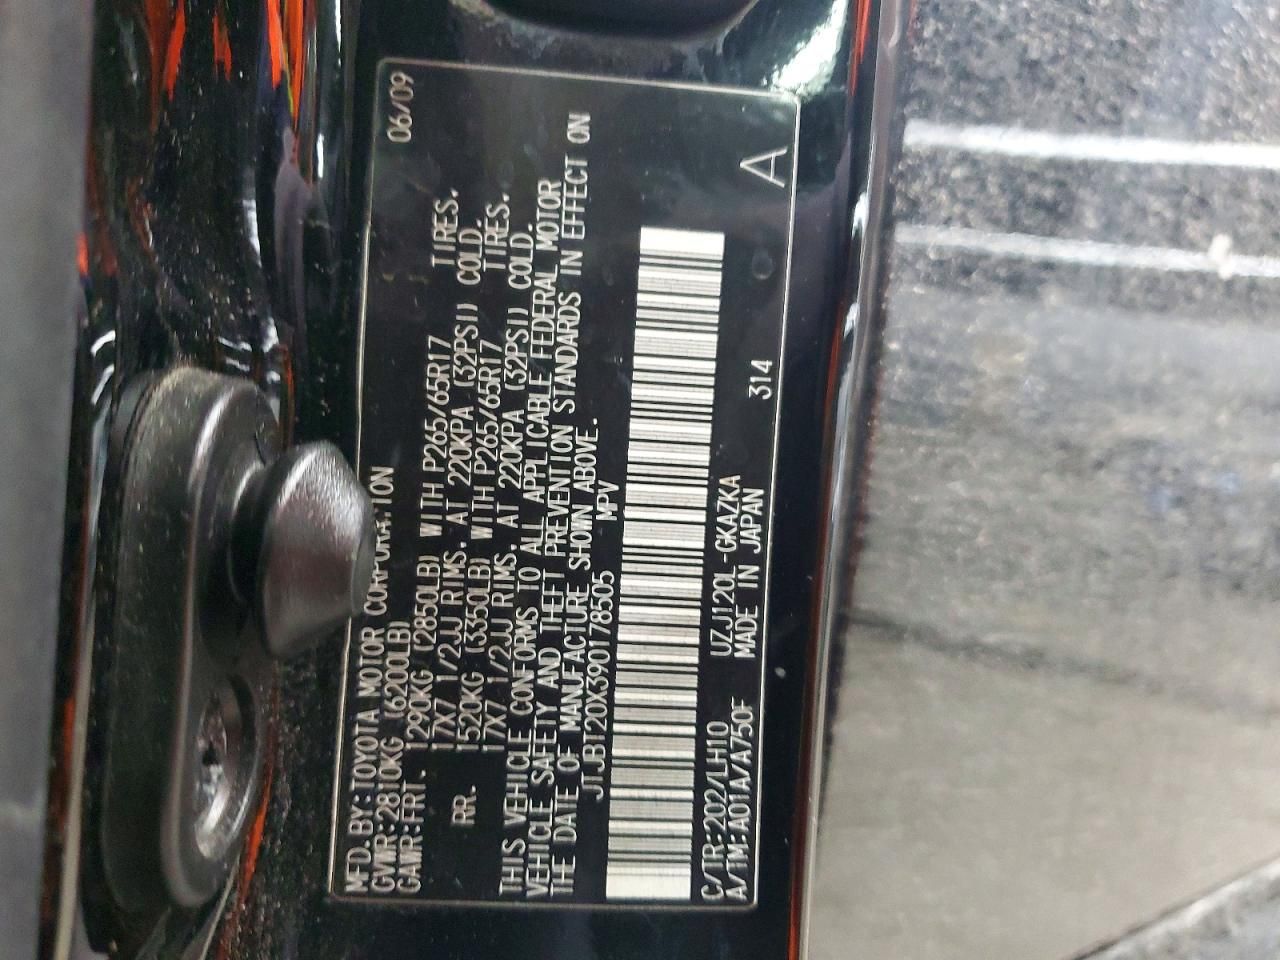 MFD. BY: TOYOTA MOTOR CORPORATION 06/09
GVWR: 2810KG (6200LB)
GAWR: FRT. 1290KG (2850LB) WITH P265/65R17 TIRES,
17X7 1/2JJ RIMS, AT 220KPA (32PSI) COLD.
RR. 1520KG (3350LB) WITH P265/65R17 TIRES,
17X7 1/2JJ RIMS, AT 220KPA (32PSI) COLD.
THIS VEHICLE CONFORMS TO ALL APPLICABLE FEDERAL MOTOR
VEHICLE SAFETY AND THEFT PREVENTION STANDARDS IN EFFECT ON
THE DATE OF MANUFACTURE SHOWN ABOVE.
JTJBT20X390178505 MPV
C/TR: 202/LH10 UZJ120L-GKAZKA
A/TM: A01A/A750F MADE IN JAPAN 314 A